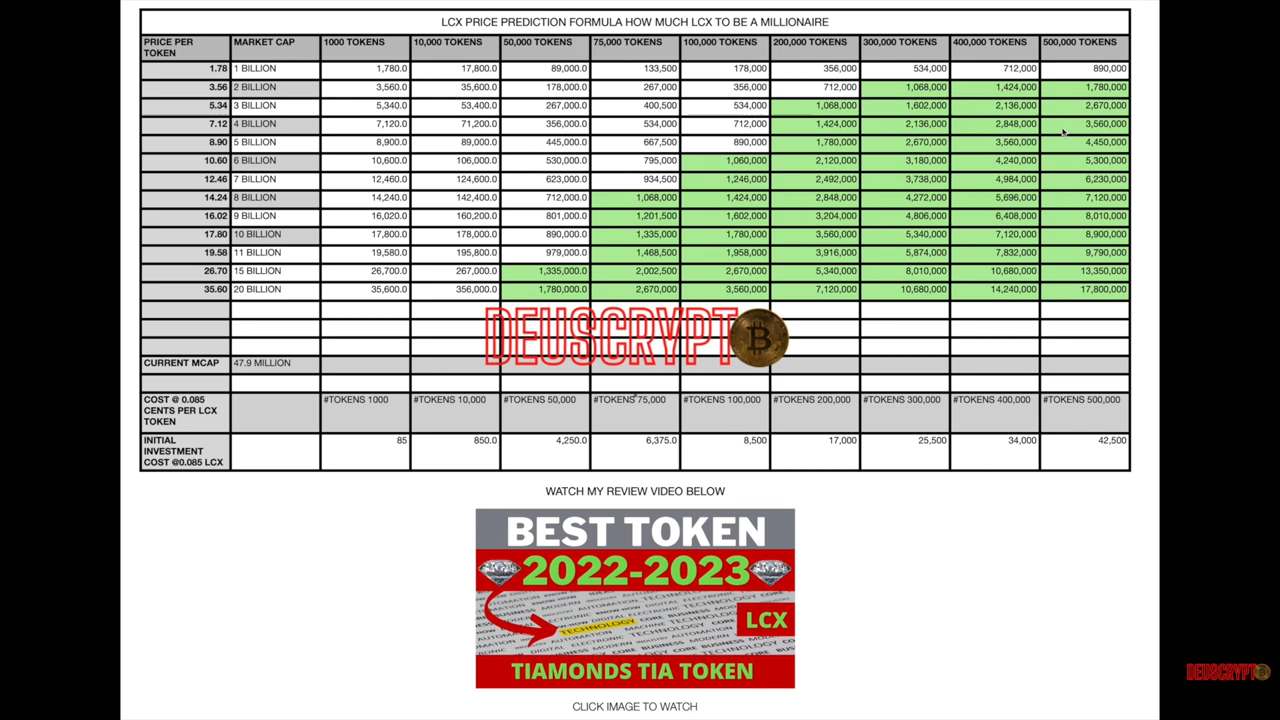 LCX PRICE PREDICTION FORMULA HOW MUCH LCX TO BE A MILLIONAIRE
PRICE PER TOKEN MARKET CAP 1000 TOKENS 10,000 TOKENS 50,000 TOKENS 75,000 TOKENS 100,000 TOKENS 200,000 TOKENS 300,000 TOKENS 400,000 TOKENS 500,000 TOKENS
1.78 1 BILLION 1,780.0 17,800.0 89,000.0 133,500 178,000 356,000 534,000 712,000 890,000
3.56 2 BILLION 3,560.0 35,600.0 178,000.0 267,000 356,000 712,000 1,068,000 1,424,000 1,780,000
5.34 3 BILLION 5,340.0 53,400.0 267,000.0 400,500 534,000 1,068,000 1,602,000 2,136,000 2,670,000
7.12 4 BILLION 7,120.0 71,200.0 356,000.0 534,000 712,000 1,424,000 2,136,000 2,848,000 3,560,000
8.90 5 BILLION 8,900.0 89,000.0 445,000.0 667,500 890,000 1,780,000 2,670,000 3,560,000 4,450,000
10.60 6 BILLION 10,600.0 106,000.0 530,000.0 795,000 1,060,000 2,120,000 3,180,000 4,240,000 5,300,000
12.46 7 BILLION 12,460.0 124,600.0 623,000.0 934,500 1,246,000 2,492,000 3,738,000 4,984,000 6,230,000
14.24 8 BILLION 14,240.0 142,400.0 712,000.0 1,068,000 1,424,000 2,848,000 4,272,000 5,696,000 7,120,000
16.02 9 BILLION 16,020.0 160,200.0 801,000.0 1,201,500 1,602,000 3,204,000 4,806,000 6,408,000 8,010,000
17.80 10 BILLION 17,800.0 178,000.0 890,000.0 1,335,000 1,780,000 3,560,000 5,340,000 7,120,000 8,900,000
19.58 11 BILLION 19,580.0 195,800.0 979,000.0 1,468,500 1,958,000 3,916,000 5,874,000 7,832,000 9,790,000
26.70 15 BILLION 26,700.0 267,000.0 1,335,000.0 2,002,500 2,670,000 5,340,000 8,010,000 10,680,000 13,350,000
35.60 20 BILLION 35,600.0 356,000.0 1,780,000.0 2,670,000 3,560,000 7,120,000 10,680,000 14,240,000 17,800,000
DEUSCRYPT
CURRENT MCAP 47.9 MILLION
COST @ 0.085 CENTS PER LCX TOKEN #TOKENS 1000 #TOKENS 10,000 #TOKENS 50,000 #TOKENS 75,000 #TOKENS 100,000 #TOKENS 200,000 #TOKENS 300,000 #TOKENS 400,000 #TOKENS 500,000
INITIAL INVESTMENT COST @0.085 LCX 85 850.0 4,250.0 6,375.0 8,500 17,000 25,500 34,000 42,500
WATCH MY REVIEW VIDEO BELOW
BEST TOKEN
2022-2023
TECHNOLOGY
LCX
TIAMONDS TIA TOKEN
CLICK IMAGE TO WATCH
DEUSCRYPT